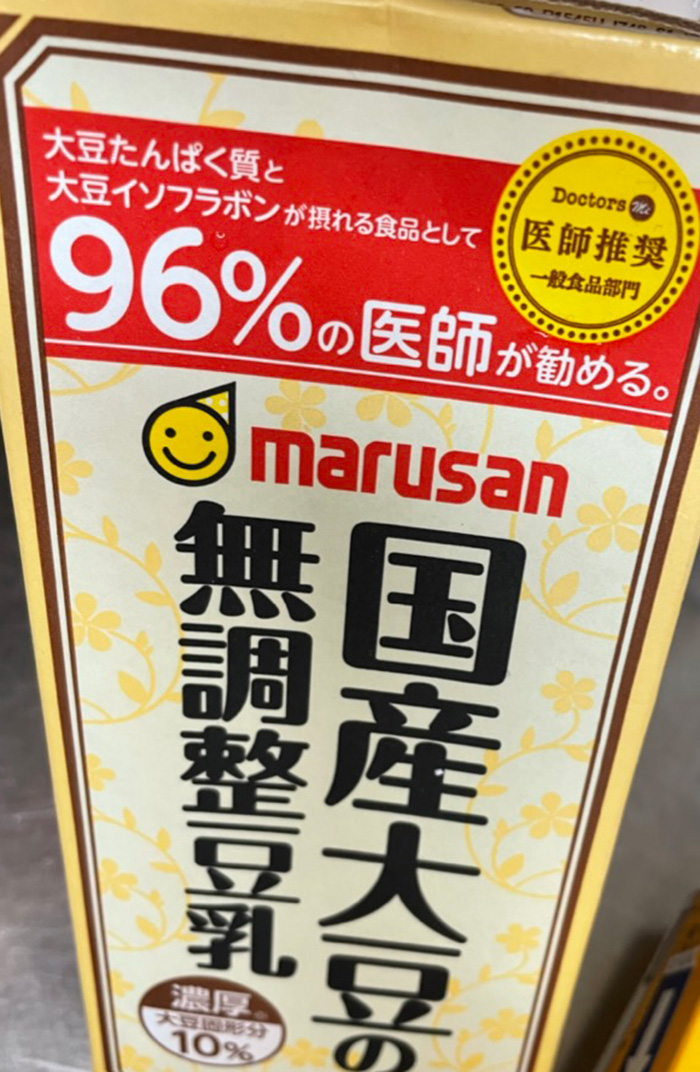 大豆たんぱく質と
大豆イソフラボンが摂れる食品として
96%の医師が勧める。
Doctors Me
医師推奨
一般食品部門
marusan
国産大豆の
無調整豆乳
濃厚。
大豆固形分
10%